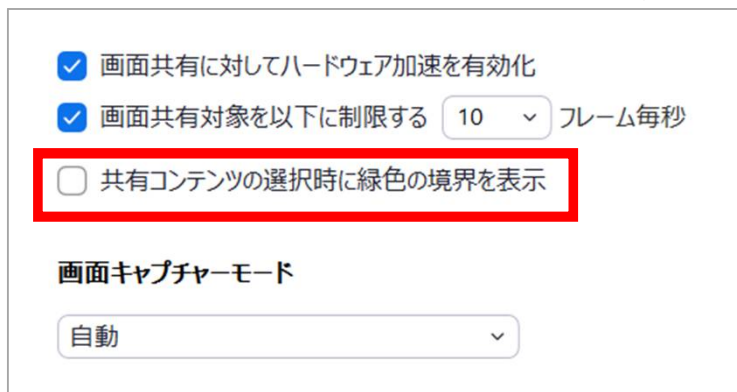 画面共有に対してハードウェア加速を有効化
画面共有対象を以下に制限する 10 フレーム毎秒
共有コンテンツの選択時に緑色の境界を表示
画面キャプチャーモード
自動